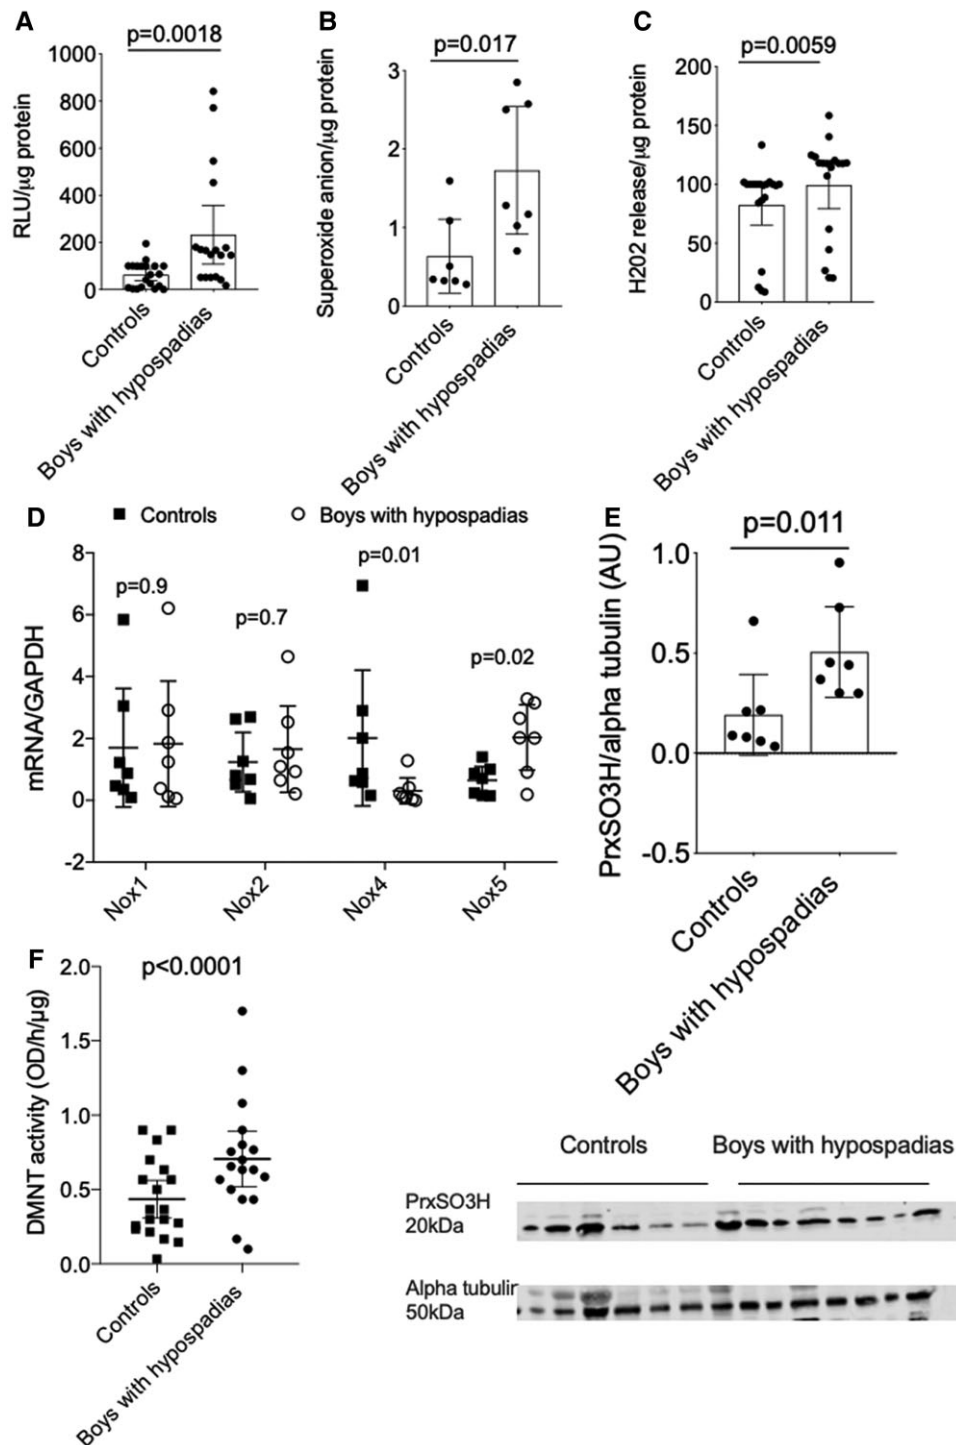 A
p=0.0018
RLU/µg protein
1000
800
600
400
200
0
Controls
Boys with hypospadias
B
p=0.017
Superoxide anion/µg protein
3
2
1
0
Controls
Boys with hypospadias
C
p=0.0059
H202 release/µg protein
200
150
100
50
0
Controls
Boys with hypospadias
D
Controls
Boys with hypospadias
mRNA/GAPDH
8
6
4
2
0
-2
p=0.9
p=0.7
p=0.01
p=0.02
Nox1
Nox2
Nox4
Nox5
E
p=0.011
PrxSO3H/alpha tubulin (AU)
1.0
0.5
0.0
-0.5
Controls
Boys with hypospadias
F
p<0.0001
DMNT activity (OD/h/µg)
2.0
1.5
1.0
0.5
0.0
Controls
Boys with hypospadias
Controls
Boys with hypospadias
PrxSO3H
20kDa
Alpha tubulin
50kDa